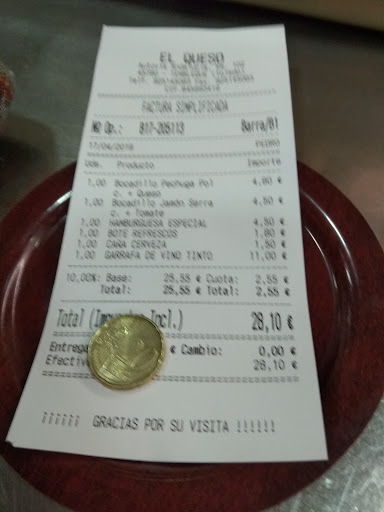 EL QUESO
FACTURA SIMPLIFICADA
Nº Op.: B17-205113 Barra/B1
17/04/2018 PEDRO
Uds. Producto Importe
1,00 Bocadillo Pechuga Pol 4,80 €
c. + Queso
1,00 Bocadillo Jamón Serra 4,50 €
c. + Tomate
1,00 HAMBURGUESA ESPECIAL 4,50 €
1,00 BOTE REFRESCOS 1,80 €
1,00 CAÑA CERVEZA 1,50 €
1,00 GARRAFA DE VINO TINTO 11,00 €
10,00% Base: 25,55 € Cuota: 2,55 €
Total: 25,55 € Total: 2,55 €
Total Incl.) 28,10 €
€ Cambio: 0,00 €
28,10 €
¡¡¡¡¡¡ GRACIAS POR SU VISITA !!!!!!